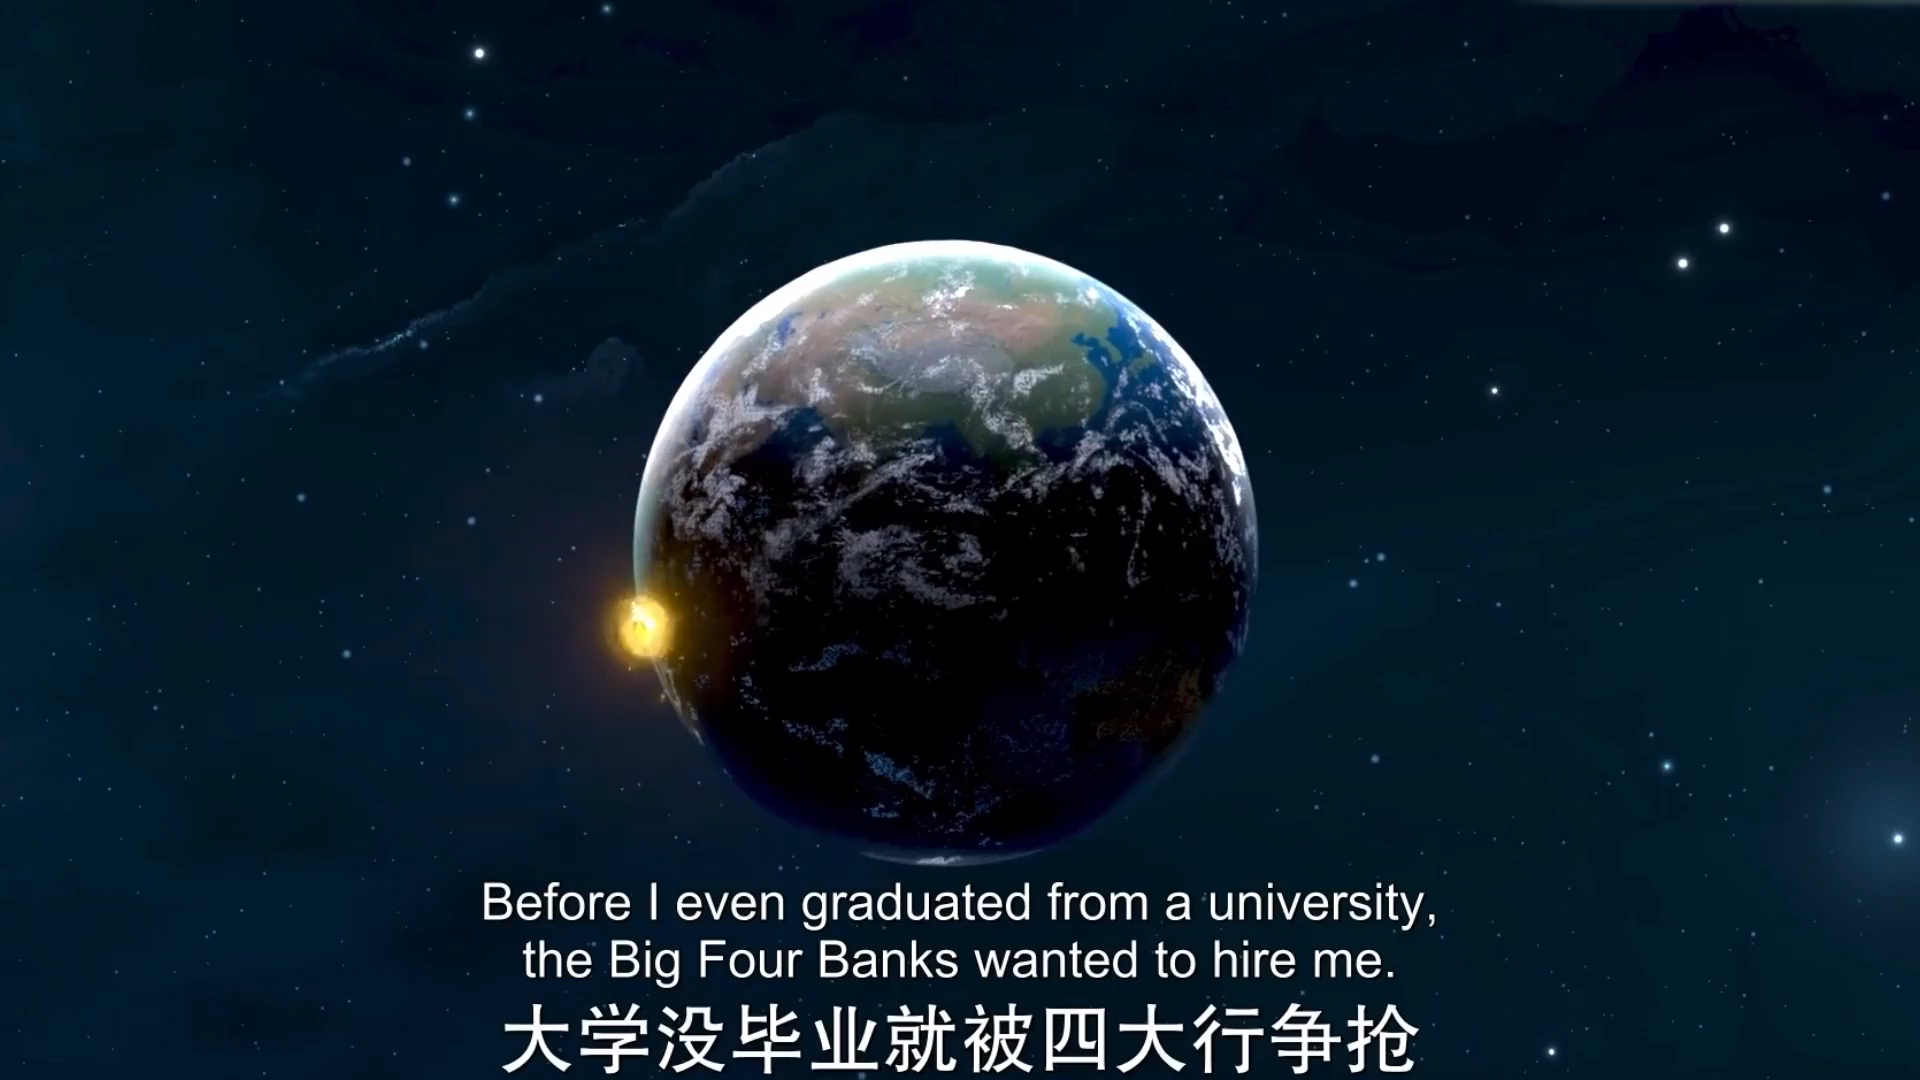 Before I even graduated from a university,
the Big Four Banks wanted to hire me.
大学没毕业就被四大行争抢